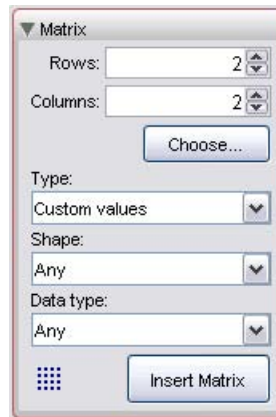 Matrix
Rows: 2
Columns: 2
Choose...
Type:
Custom values
Shape:
Any
Data type:
Any
Insert Matrix